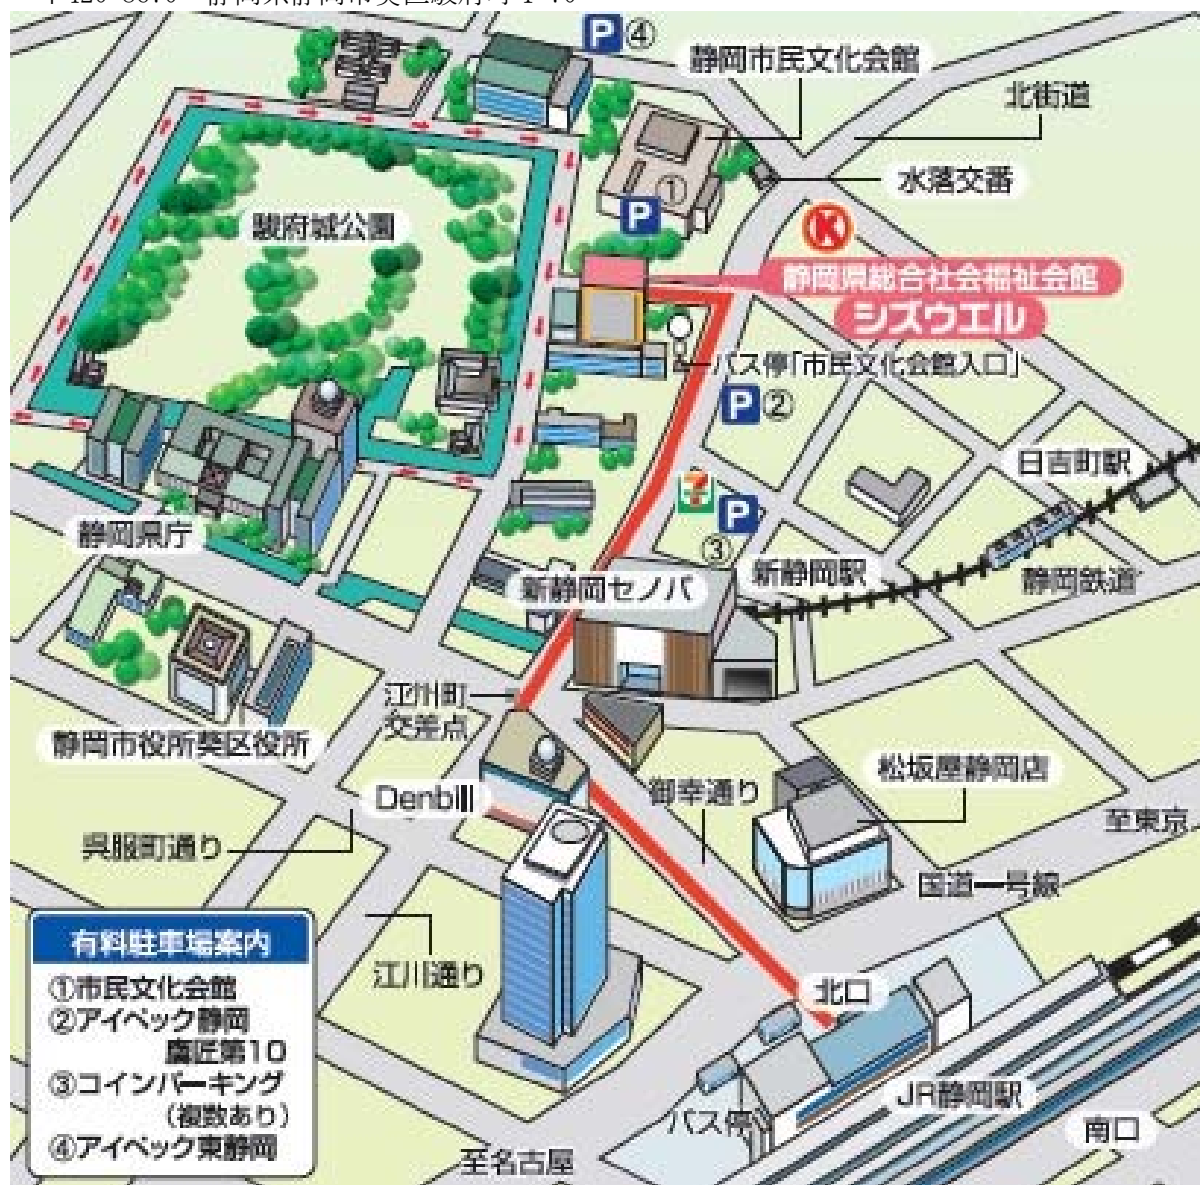 P④
静岡市民文化会館
北街道
①
P
水落交番
K
駿府城公園
静岡県総合社会福祉会館
シズウエル
バス停「市民文化会館入口」
P②
日吉町駅
7
P
③
静岡県庁
新静岡セノバ
新静岡駅
静岡鉄道
江川町
交差点
静岡市役所葵区役所
松坂屋静岡店
御幸通り
Denbill
至東京
呉服町通り
国道一号線
有料駐車場案内
①市民文化会館
②アイペック静岡
鷹匠第10
③コインパーキング
(複数あり)
④アイペック東静岡
江川通り
北口
JR静岡駅
バス停
南口
至名古屋